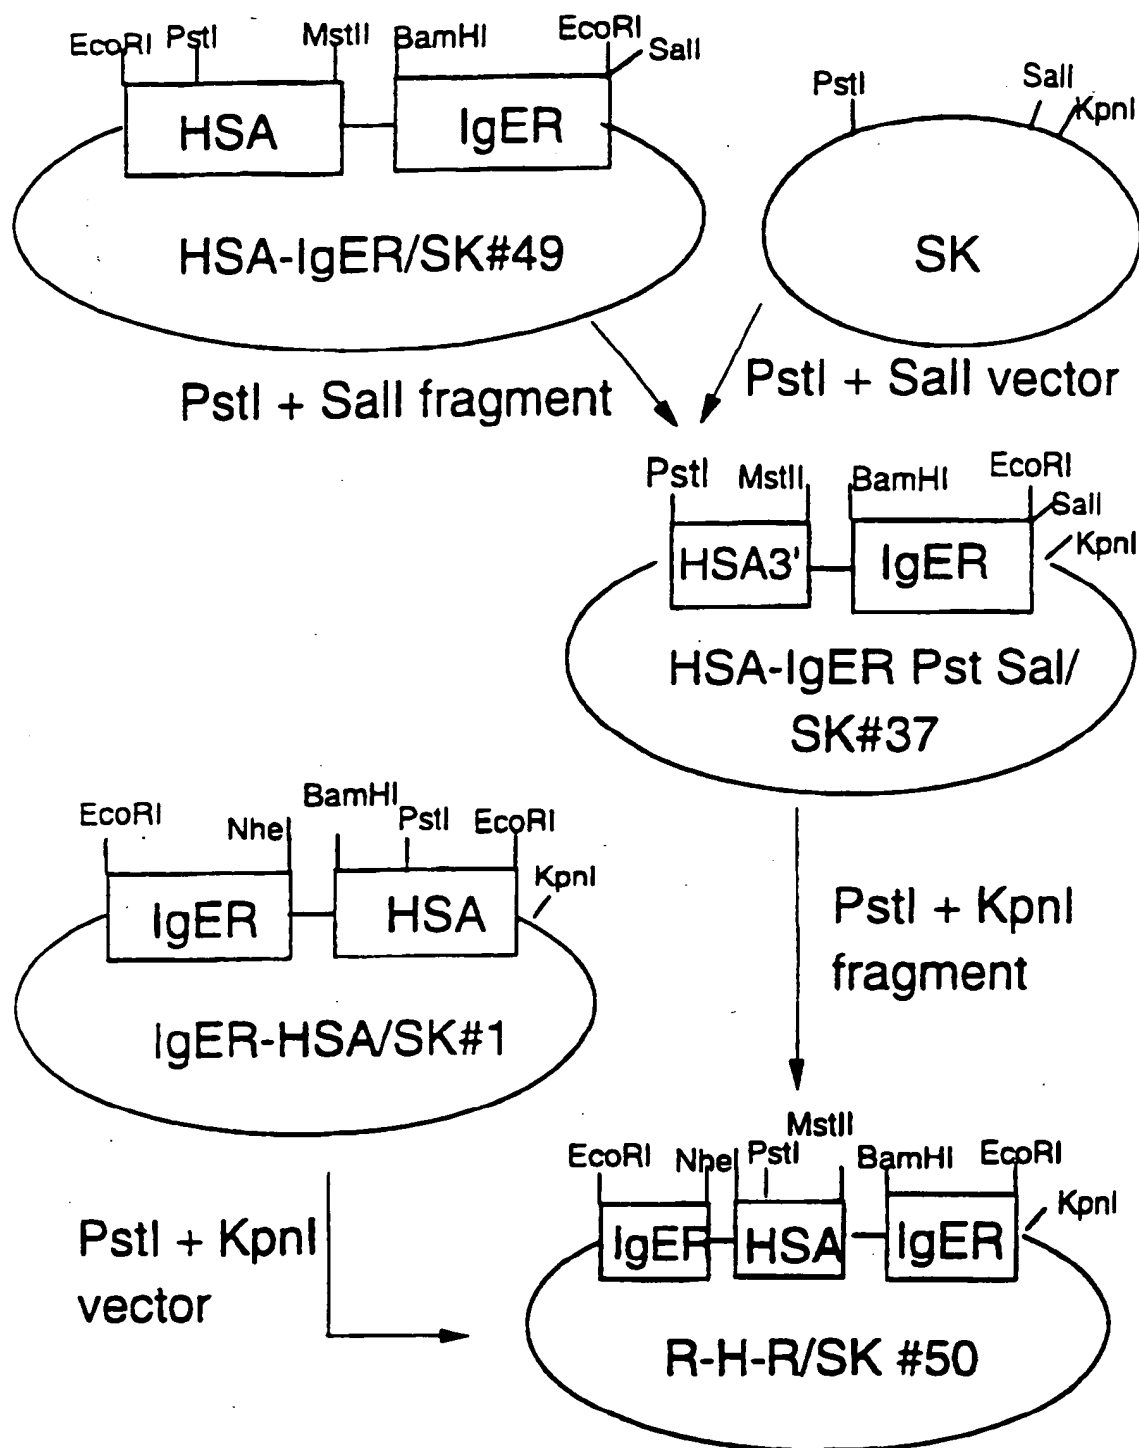 EcoRI PstI MstII BamHI EcoRI
SalI
HSA IgER
HSA-IgER/SK#49
PstI SalI
KpnI
SK
PstI + SalI fragment
PstI + SalI vector
PstI MstII BamHI EcoRI
SalI
KpnI
HSA3' IgER
HSA-IgER Pst Sal/
SK#37
EcoRI NheI BamHI PstI EcoRI
KpnI
IgER HSA
IgER-HSA/SK#1
PstI + KpnI
fragment
PstI + KpnI
vector
MstII
EcoRI NheI PstI BamHI EcoRI
KpnI
IgER HSA IgER
R-H-R/SK #50